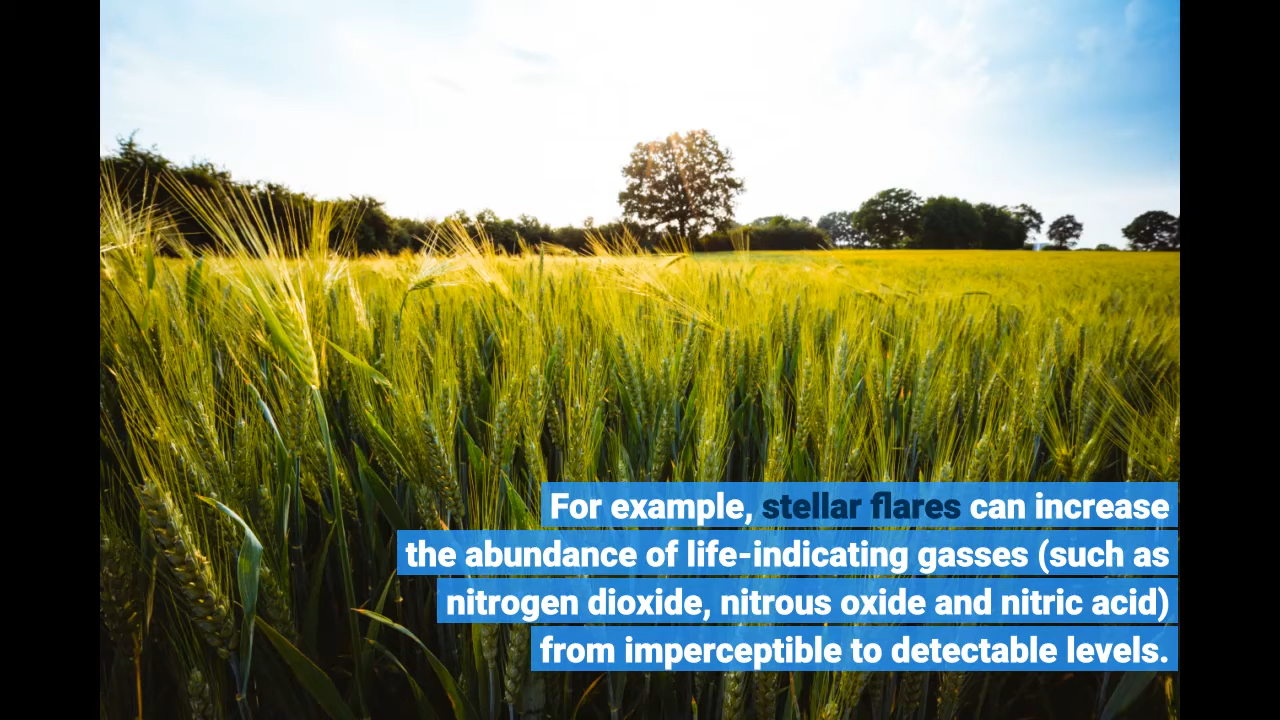 For example, stellar flares can increase
the abundance of life-indicating gasses (such as
nitrogen dioxide, nitrous oxide and nitric acid)
from imperceptible to detectable levels.